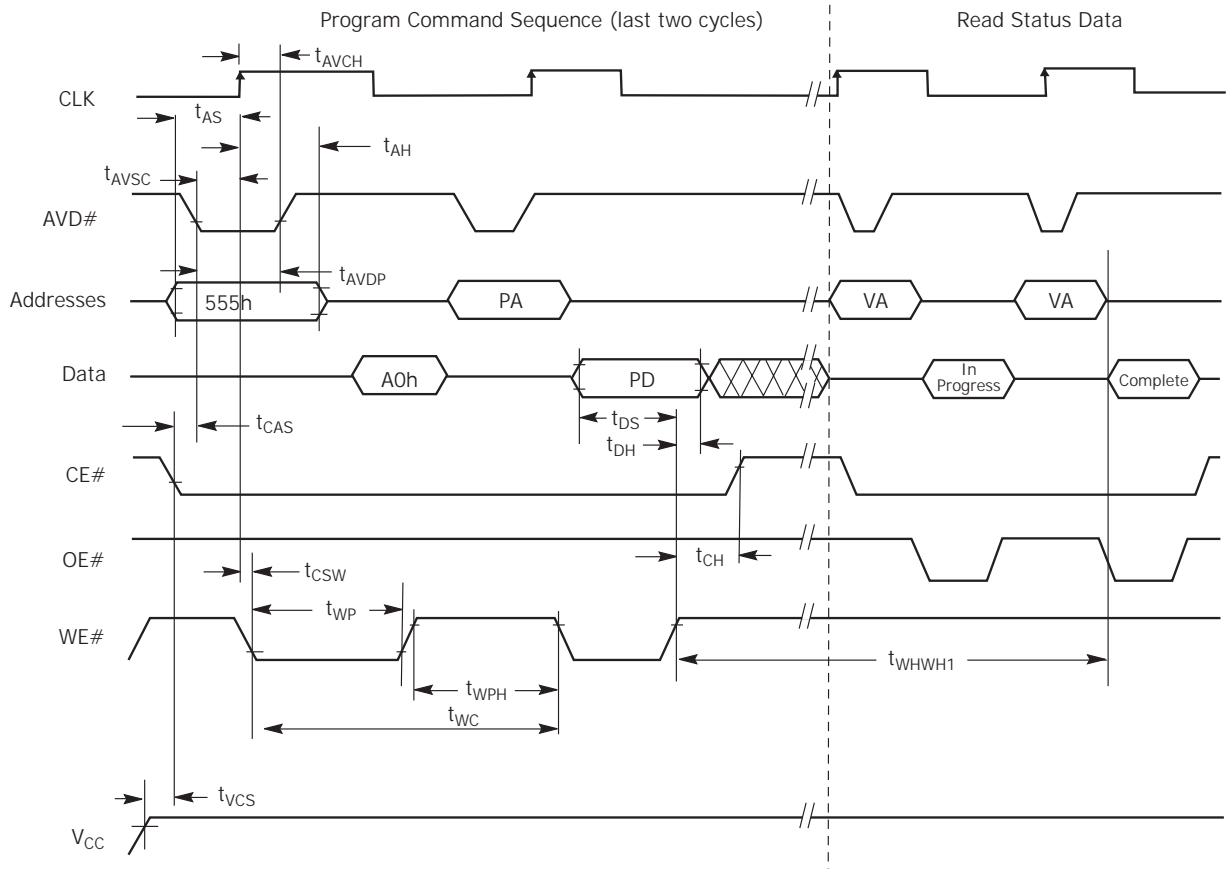 Program Command Sequence (last two cycles)
Read Status Data
tAVCH
CLK
tAS
tAH
tAVSC
AVD#
tAVDP
Addresses
555h
PA
VA
VA
Data
A0h
PD
In
Progress
Complete
tCAS
tDS
tDH
CE#
OE#
tCH
tCSW
tWP
WE#
tWHWH1
tWPH
tWC
tVCS
VCC